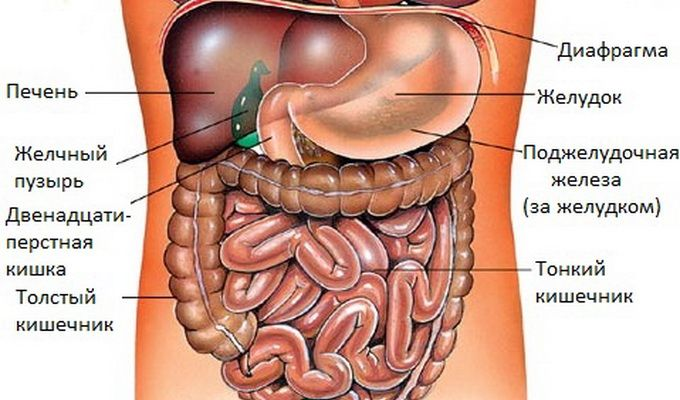 Печень
Желчный
пузырь
Двенадцати-
перстная
кишка
Толстый
кишечник
Диафрагма
Желудок
Поджелудочная
железа
(за желудком)
Тонкий
кишечник